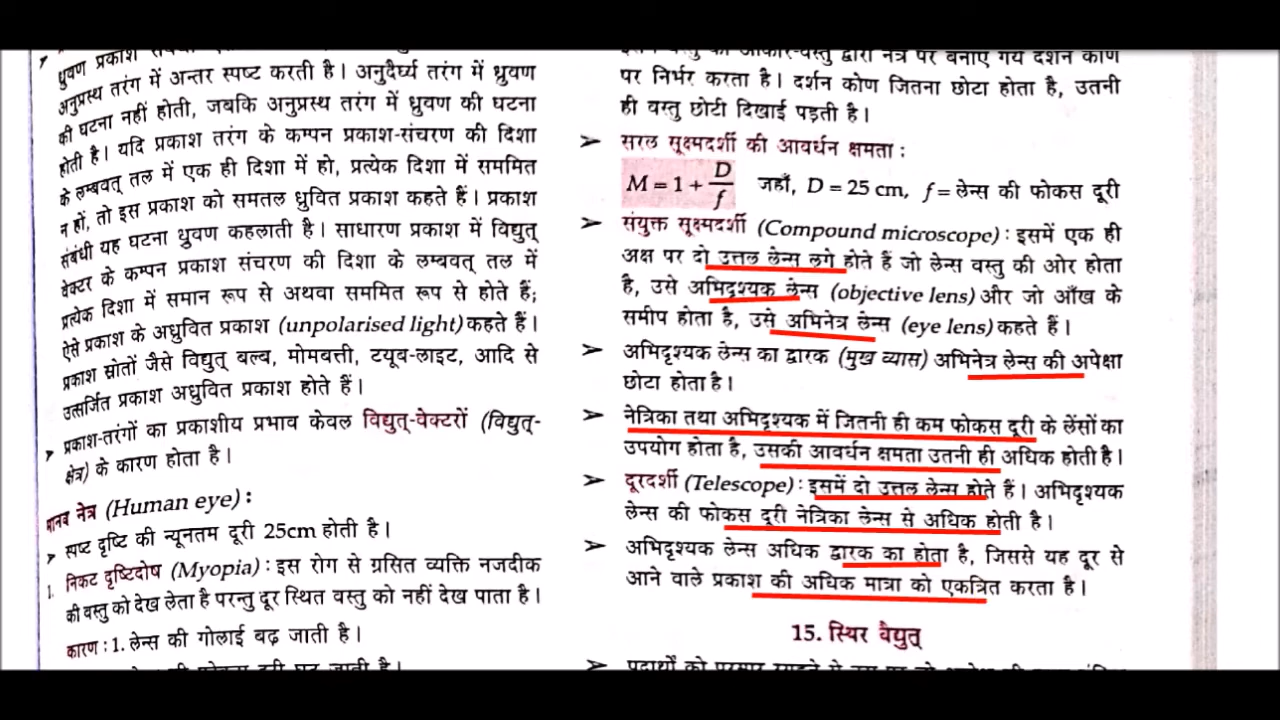 ध्रुवण प्रकाश
अनुप्रस्थ तरंग में अन्तर स्पष्ट करती है। अनुदैर्घ्य तरंग में ध्रुवण
की घटना नहीं होती, जबकि अनुप्रस्थ तरंग में ध्रुवण की घटना
होती है। यदि प्रकाश तरंग के कम्पन प्रकाश-संचरण की दिशा
के लम्बवत् तल में एक ही दिशा में हो, प्रत्येक दिशा में सममित
न हों, तो इस प्रकाश को समतल ध्रुवित प्रकाश कहते हैं। प्रकाश
संबंधी यह घटना ध्रुवण कहलाती है। साधारण प्रकाश में विद्युत्
वेक्टर के कम्पन प्रकाश संचरण की दिशा के लम्बवत् तल में
प्रत्येक दिशा में समान रूप से अथवा सममित रूप से होते हैं;
ऐसे प्रकाश के अध्रुवित प्रकाश (unpolarised light) कहते हैं।
प्रकाश स्रोतों जैसे विद्युत् बल्ब, मोमबत्ती, टयूब-लाइट, आदि से
उत्सर्जित प्रकाश अध्रुवित प्रकाश होते हैं।
➤ प्रकाश-तरंगों का प्रकाशीय प्रभाव केवल विद्युत्-वेक्टरों (विद्युत्-
क्षेत्र) के कारण होता है।
मानव नेत्र (Human eye) :
➤ स्पष्ट दृष्टि की न्यूनतम दूरी 25cm होती है।
1. निकट दृष्टिदोष (Myopia) : इस रोग से ग्रसित व्यक्ति नजदीक
की वस्तु को देख लेता है परन्तु दूर स्थित वस्तु को नहीं देख पाता है।
कारण : 1. लेन्स की गोलाई बढ़ जाती है।
वस्तु का आकार-वस्तु द्वारा नेत्र पर बनाए गये दर्शन कोण
पर निर्भर करता है। दर्शन कोण जितना छोटा होता है, उतनी
ही वस्तु छोटी दिखाई पड़ती है।
➤ सरल सूक्ष्मदर्शी की आवर्धन क्षमता :
M = 1 + D/f जहाँ, D = 25 cm, f = लेन्स की फोकस दूरी
➤ संयुक्त सूक्ष्मदर्शी (Compound microscope) : इसमें एक ही
अक्ष पर दो उत्तल लेन्स लगे होते हैं जो लेन्स वस्तु की ओर होता
है, उसे अभिदृश्यक लेन्स (objective lens) और जो आँख के
समीप होता है, उसे अभिनेत्र लेन्स (eye lens) कहते हैं।
➤ अभिदृश्यक लेन्स का द्वारक (मुख व्यास) अभिनेत्र लेन्स की अपेक्षा
छोटा होता है।
➤ नेत्रिका तथा अभिदृश्यक में जितनी ही कम फोकस दूरी के लेंसों का
उपयोग होता है, उसकी आवर्धन क्षमता उतनी ही अधिक होती है।
➤ दूरदर्शी (Telescope) : इसमें दो उत्तल लेन्स होते हैं। अभिदृश्यक
लेन्स की फोकस दूरी नेत्रिका लेन्स से अधिक होती है।
➤ अभिदृश्यक लेन्स अधिक द्वारक का होता है, जिससे यह दूर से
आने वाले प्रकाश की अधिक मात्रा को एकत्रित करता है।
15. स्थिर वैद्युत्